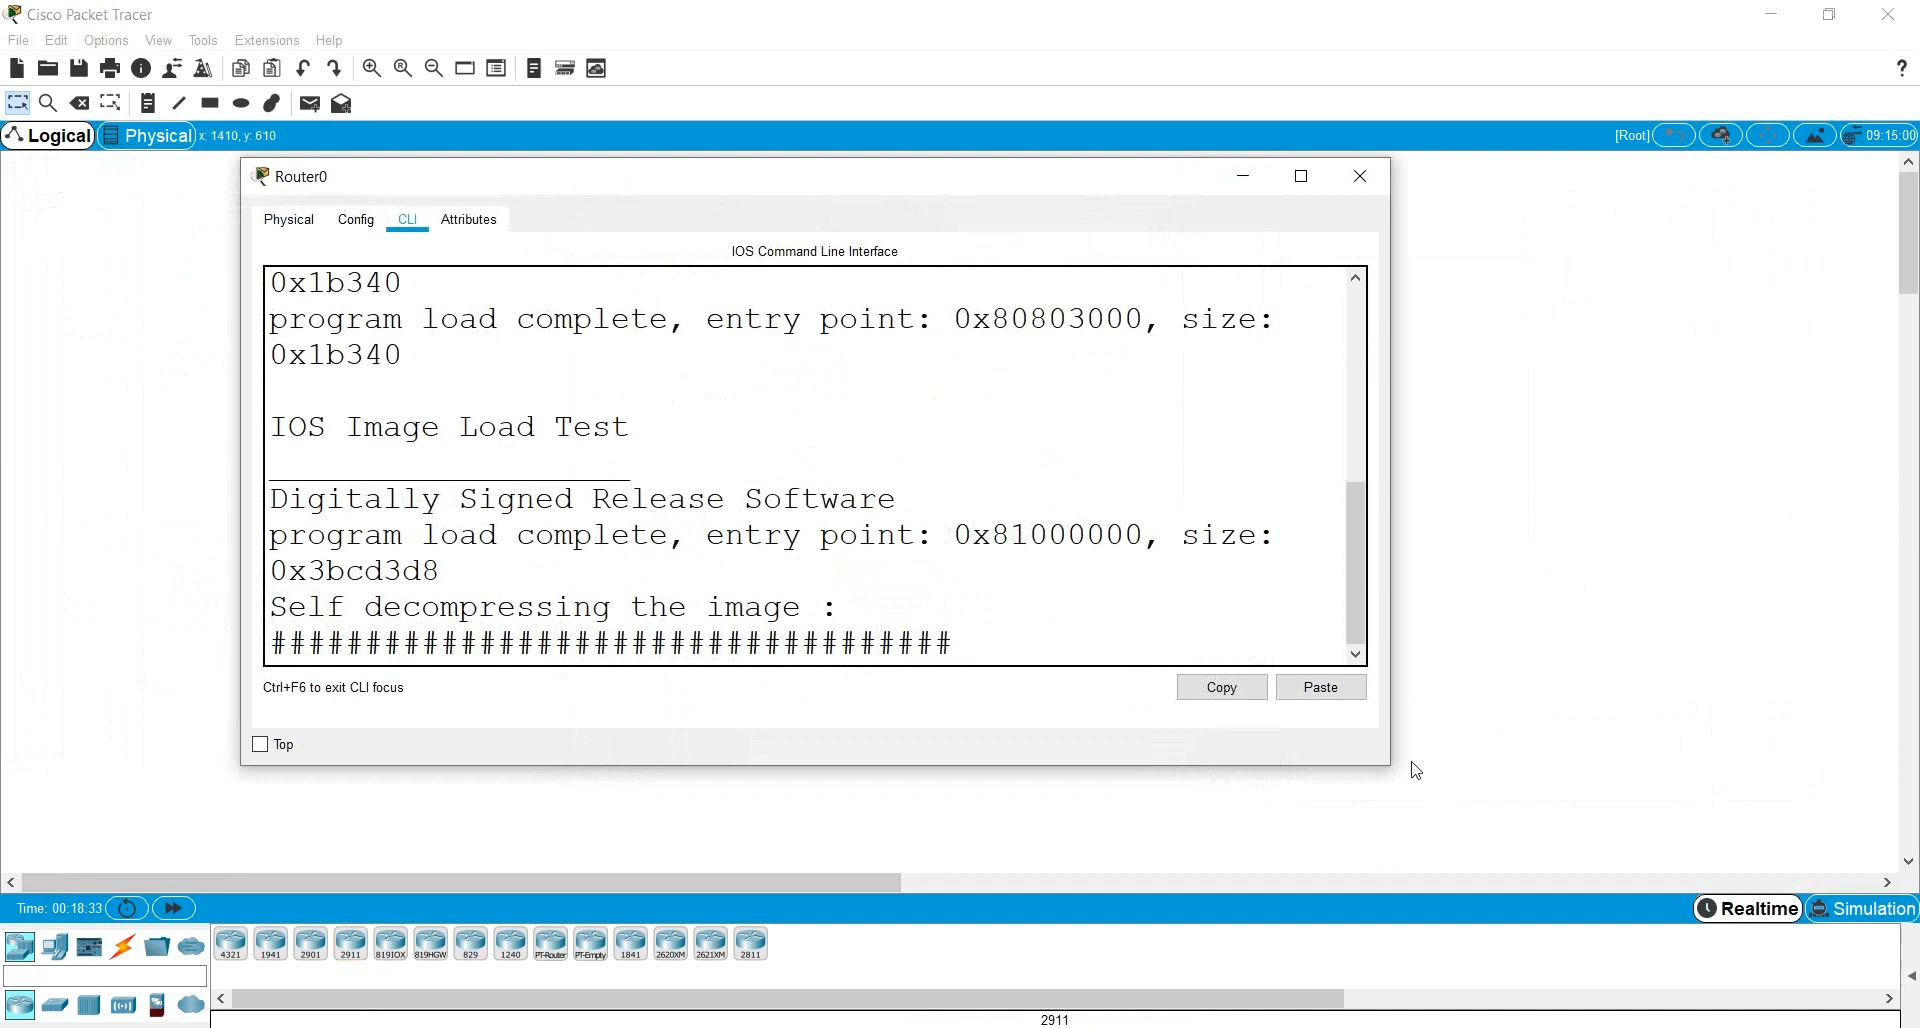 Cisco Packet Tracer
File Edit Options View Tools Extensions Help
?
Logical Physical x: 1410, y: 610 [Root] 09:15:00
Router0
Physical Config CLI Attributes
IOS Command Line Interface
0x1b340
program load complete, entry point: 0x80803000, size:
0x1b340
IOS Image Load Test
___________________
Digitally Signed Release Software
program load complete, entry point: 0x81000000, size:
0x3bcd3d8
Self decompressing the image :
####################################
Ctrl+F6 to exit CLI focus Copy Paste
Top
Time: 00:18:33 Realtime Simulation
4321 1941 2901 2911 819IOX 819HGW 829 1240 PT-Router PT-Empty 1841 2620XM 2621XM 2811
2911